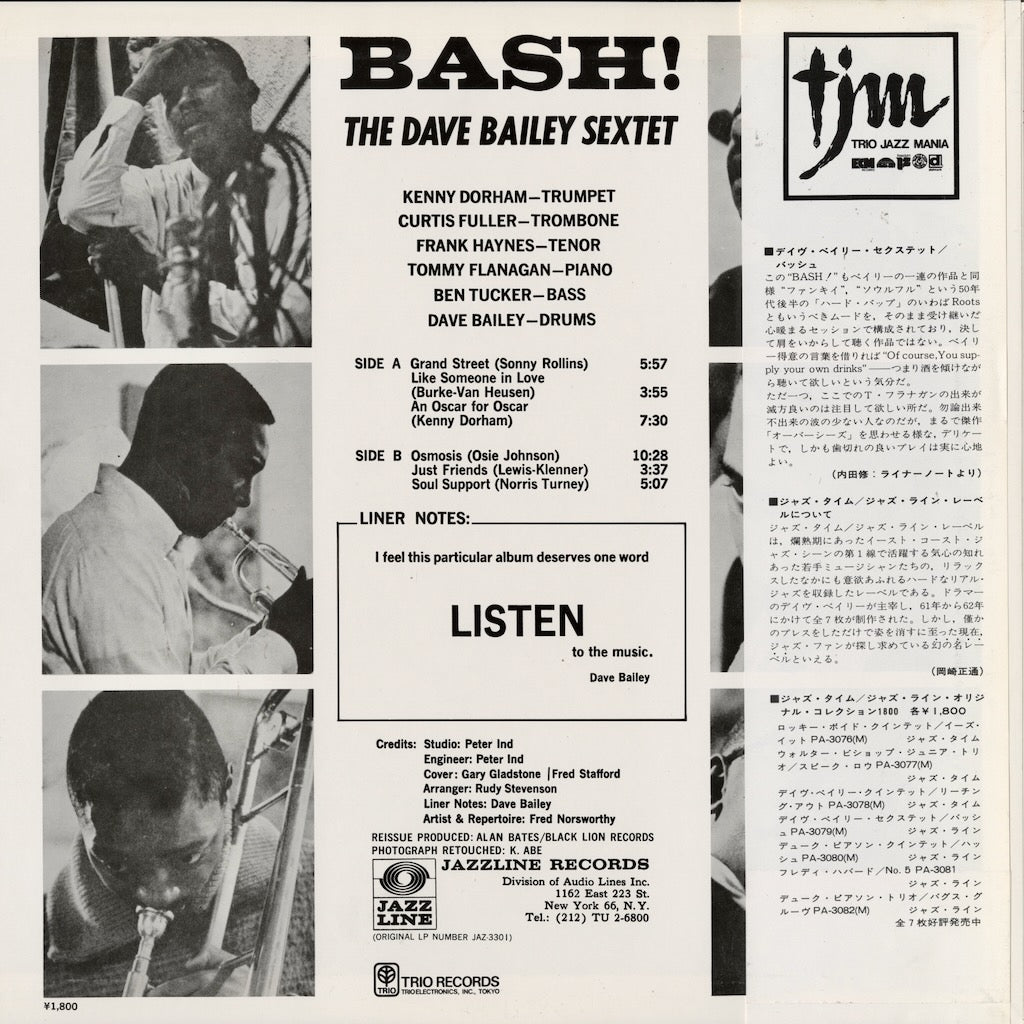 BASH!
THE DAVE BAILEY SEXTET
KENNY DORHAM—TRUMPET
CURTIS FULLER—TROMBONE
FRANK HAYNES—TENOR
TOMMY FLANAGAN—PIANO
BEN TUCKER—BASS
DAVE BAILEY—DRUMS
SIDE A Grand Street (Sonny Rollins) 5:57
Like Someone in Love
(Burke-Van Heusen) 3:55
An Oscar for Oscar
(Kenny Dorham) 7:30
SIDE B Osmosis (Osie Johnson) 10:28
Just Friends (Lewis-Klenner) 3:37
Soul Support (Norris Turney) 5:07
LINER NOTES:
I feel this particular album deserves one word
LISTEN
to the music.
Dave Bailey
Credits: Studio: Peter Ind
Engineer: Peter Ind
Cover: Gary Gladstone / Fred Stafford
Arranger: Rudy Stevenson
Liner Notes: Dave Bailey
Artist & Repertoire: Fred Norsworthy
REISSUE PRODUCED: ALAN BATES/BLACK LION RECORDS
PHOTOGRAPH RETOUCHED: K. ABE
JAZZ
LINE
JAZZLINE RECORDS
Division of Audio Lines Inc.
1162 East 223 St.
New York 66, N.Y.
Tel.: (212) TU 2-6800
(ORIGINAL LP NUMBER JAZ-3301)
TRIO
TRIO RECORDS
TRIO ELECTRONICS, INC., TOKYO
¥1,800
tjm
TRIO JAZZ MANIA
■デイヴ・ベイリー・セクステット／
バッシュ
この“BASH！”もベイリーの一連の作品と同
様“ファンキイ”，“ソウルフル”という50年
代後半の「ハード・バップ」のいわばRoots
ともいうべきムードを，そのまま受け継いだ
心暖まるセッションで構成されており，決し
て肩をいからして聴く作品ではない。ベイリ
ー得意の言葉を借りれば“Of course,You sup-
ply your own drinks”——つまり酒を傾けなが
ら聴いて欲しいという気分だ。
ただ一つ，ここでのT・フラナガンの出来が
滅方良いのは注目して欲しい所だ。勿論出来
不出来の波の少ない人なのだが，まるで傑作
「オーバーシーズ」を思わせる様な，デリケー
トで，しかも歯切れの良いプレイは実に心地
よい。
（内田修：ライナーノートより）
■ジャズ・タイム／ジャズ・ライン・レーベ
ルについて
ジャズ・タイム／ジャズ・ライン・レーベル
は，爛熟期にあったイースト・コースト・ジ
ャズ・シーンの第1線で活躍する気心の知れ
あった若手ミュージシャンたちの，リラック
スしたなかにも意欲あふれるハードなリアル・
ジャズを収録したレーベルである。ドラマー
のデイヴ・ベイリーが主宰し，61年から62年
にかけて全7枚が制作された。しかし，僅か
のプレスをしただけで姿を消すに至った現在，
ジャズ・ファンが探し求めている幻の名レー
ベルといえる。
（岡崎正通）
■ジャズ・タイム／ジャズ・ライン・オリジ
ナル・コレクション1800 各¥1,800
ロッキー・ボイド・クインテット／イーズ・
イット PA-3076(M) ジャズ・タイム
ウォルター・ビショップ・ジュニア・トリ
オ／スピーク・ロウ PA-3077(M)
ジャズ・タイム
デイヴ・ベイリー・クインテット／リーチン
グ・アウト PA-3078(M) ジャズ・タイム
デイヴ・ベイリー・セクステット／バッシ
ュ PA-3079(M) ジャズ・ライン
デューク・ピアソン・クインテット／ハッ
シュ PA-3080(M) ジャズ・ライン
フレディ・ハバード／No. 5 PA-3081
ジャズ・ライン
デューク・ピアソン・トリオ／バグス・グ
ルーヴ PA-3082(M) ジャズ・ライン
全7枚好評発売中